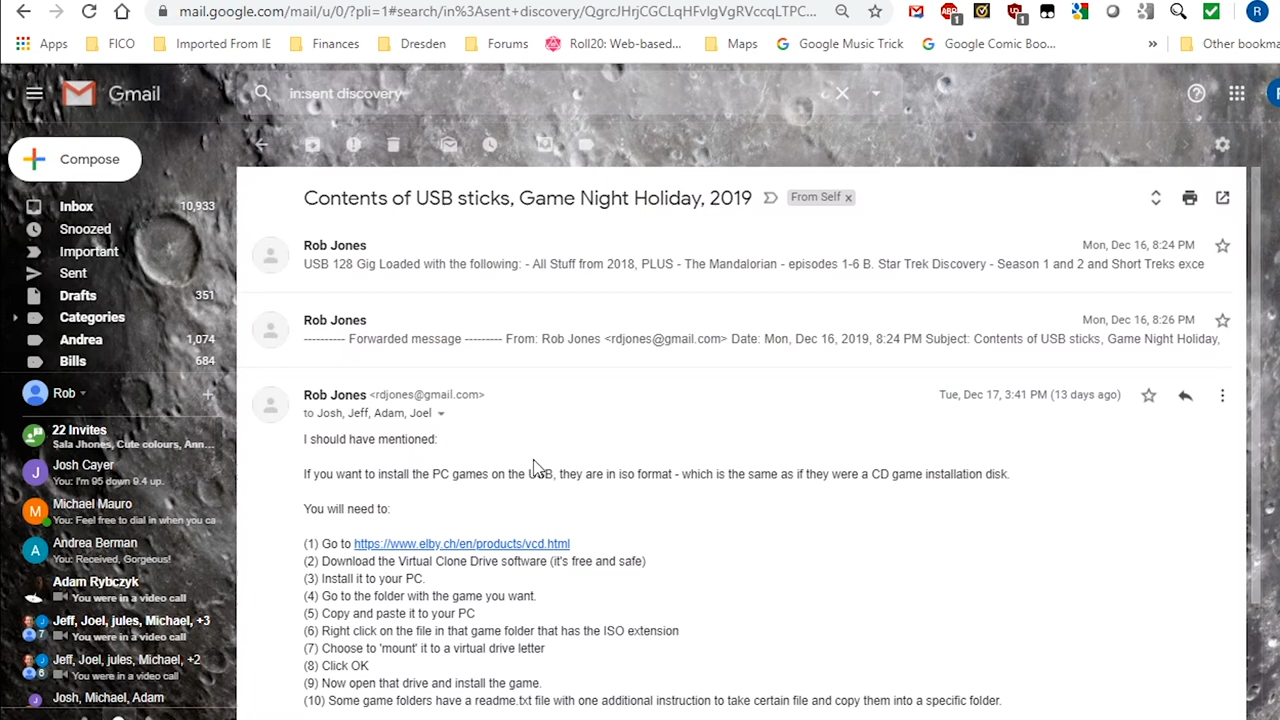 mail.google.com/mail/u/0/?pli=1#search/in%3Asent+discovery/QgrcJHrjCGCLqHFvIgVgRVccqLTPC...
1
1
R
Apps FICO Imported From IE Finances Dresden Forums Roll20: Web-based... Maps Google Music Trick Google Comic Boo... » Other bookma
Gmail
in:sent discovery
Compose
Contents of USB sticks, Game Night Holiday, 2019 From Self x
Inbox 10,933
Snoozed
Important
Sent
Drafts 351
Categories
Andrea 1,074
Bills 684
Rob
22 Invites
Sala Jhones, Cute colours, Ann...
Josh Cayer
You: I'm 95 down 9.4 up.
Michael Mauro
You: Feel free to dial in when you ca
Andrea Berman
You: Received, Gorgeous!
Adam Rybczyk
You were in a video call
Jeff, Joel, jules, Michael, +3
You were in a video call
Jeff, Joel, jules, Michael, +2
You were in a video call
Josh, Michael, Adam
Rob Jones Mon, Dec 16, 8:24 PM
USB 128 Gig Loaded with the following: - All Stuff from 2018, PLUS - The Mandalorian - episodes 1-6 B. Star Trek Discovery - Season 1 and 2 and Short Treks exce
Rob Jones Mon, Dec 16, 8:26 PM
---------- Forwarded message --------- From: Rob Jones <rdjones@gmail.com> Date: Mon, Dec 16, 2019, 8:24 PM Subject: Contents of USB sticks, Game Night Holiday,
Rob Jones <rdjones@gmail.com> Tue, Dec 17, 3:41 PM (13 days ago)
to Josh, Jeff, Adam, Joel
I should have mentioned:
If you want to install the PC games on the USB, they are in iso format - which is the same as if they were a CD game installation disk.
You will need to:
(1) Go to https://www.elby.ch/en/products/vcd.html
(2) Download the Virtual Clone Drive software (it's free and safe)
(3) Install it to your PC.
(4) Go to the folder with the game you want.
(5) Copy and paste it to your PC
(6) Right click on the file in that game folder that has the ISO extension
(7) Choose to 'mount' it to a virtual drive letter
(8) Click OK
(9) Now open that drive and install the game.
(10) Some game folders have a readme.txt file with one additional instruction to take certain file and copy them into a specific folder.